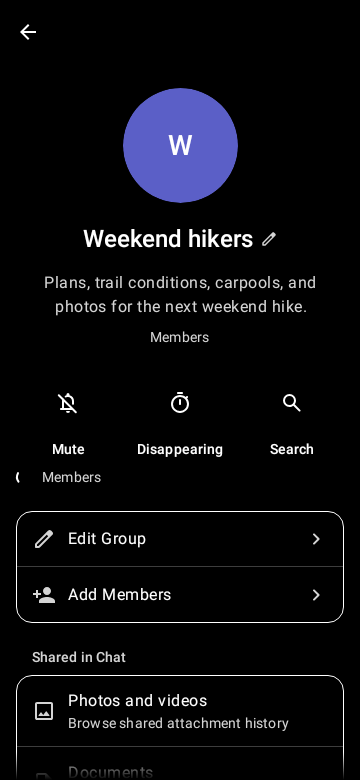 W
Weekend hikers
Plans, trail conditions, carpools, and
photos for the next weekend hike.
Members
Mute
Disappearing
Search
Members
Edit Group
Add Members
Shared in Chat
Photos and videos
Browse shared attachment history
Documents